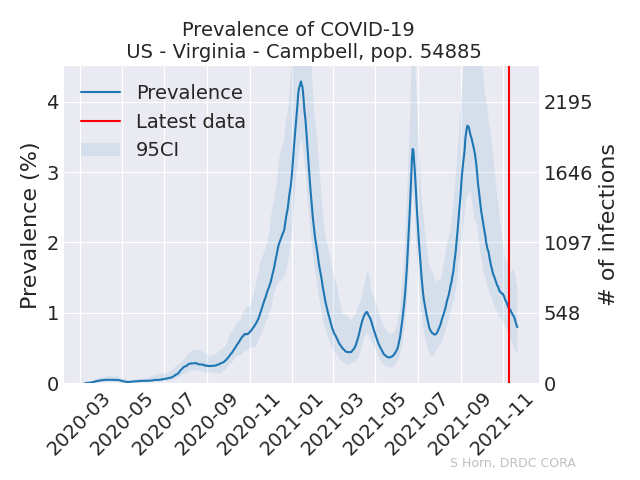 Prevalence of COVID-19
US - Virginia - Campbell, pop. 54885
Prevalence
Latest data
95CI
Prevalence (%)
4
3
2
1
0
2195
1646
1097
548
0
# of infections
2020-03
2020-05
2020-07
2020-09
2020-11
2021-01
2021-03
2021-05
2021-07
2021-09
2021-11
S Horn, DRDC CORA